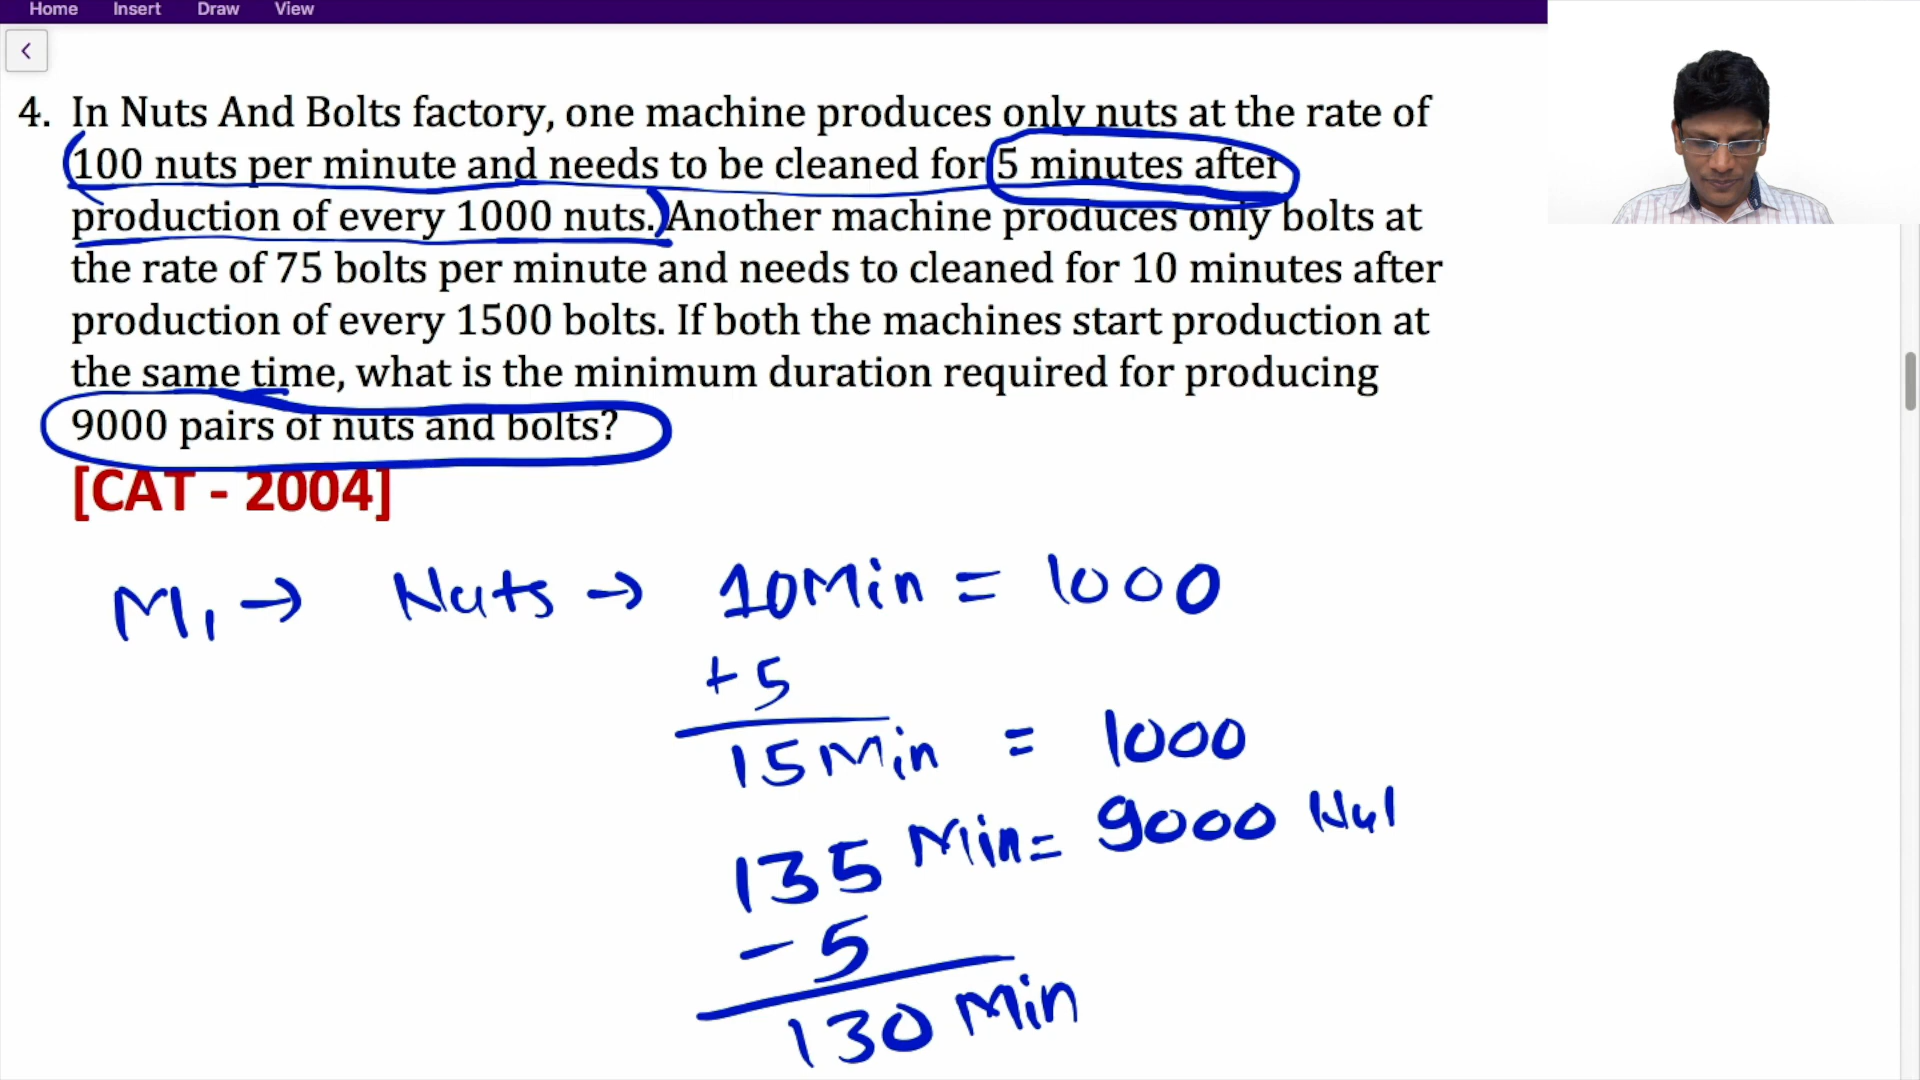 Home Insert Draw View
4. In Nuts And Bolts factory, one machine produces only nuts at the rate of
100 nuts per minute and needs to be cleaned for 5 minutes after
production of every 1000 nuts. Another machine produces only bolts at
the rate of 75 bolts per minute and needs to cleaned for 10 minutes after
production of every 1500 bolts. If both the machines start production at
the same time, what is the minimum duration required for producing
9000 pairs of nuts and bolts?
[CAT - 2004]
M₁ → Nuts → 10Min = 1000
+ 5
15Min = 1000
135 Min = 9000 Nut
- 5
130 Min